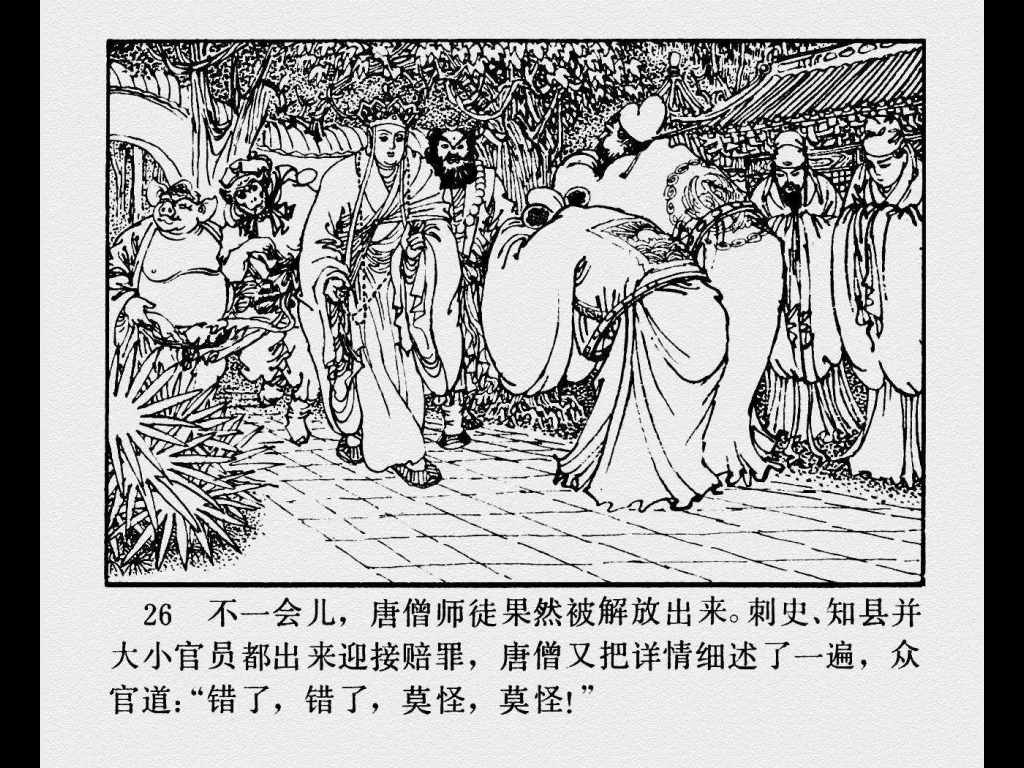 26 不一会儿，唐僧师徒果然被解放出来。刺史、知县并
大小官员都出来迎接赔罪，唐僧又把详情细述了一遍，众
官道：“错了，错了，莫怪，莫怪！”